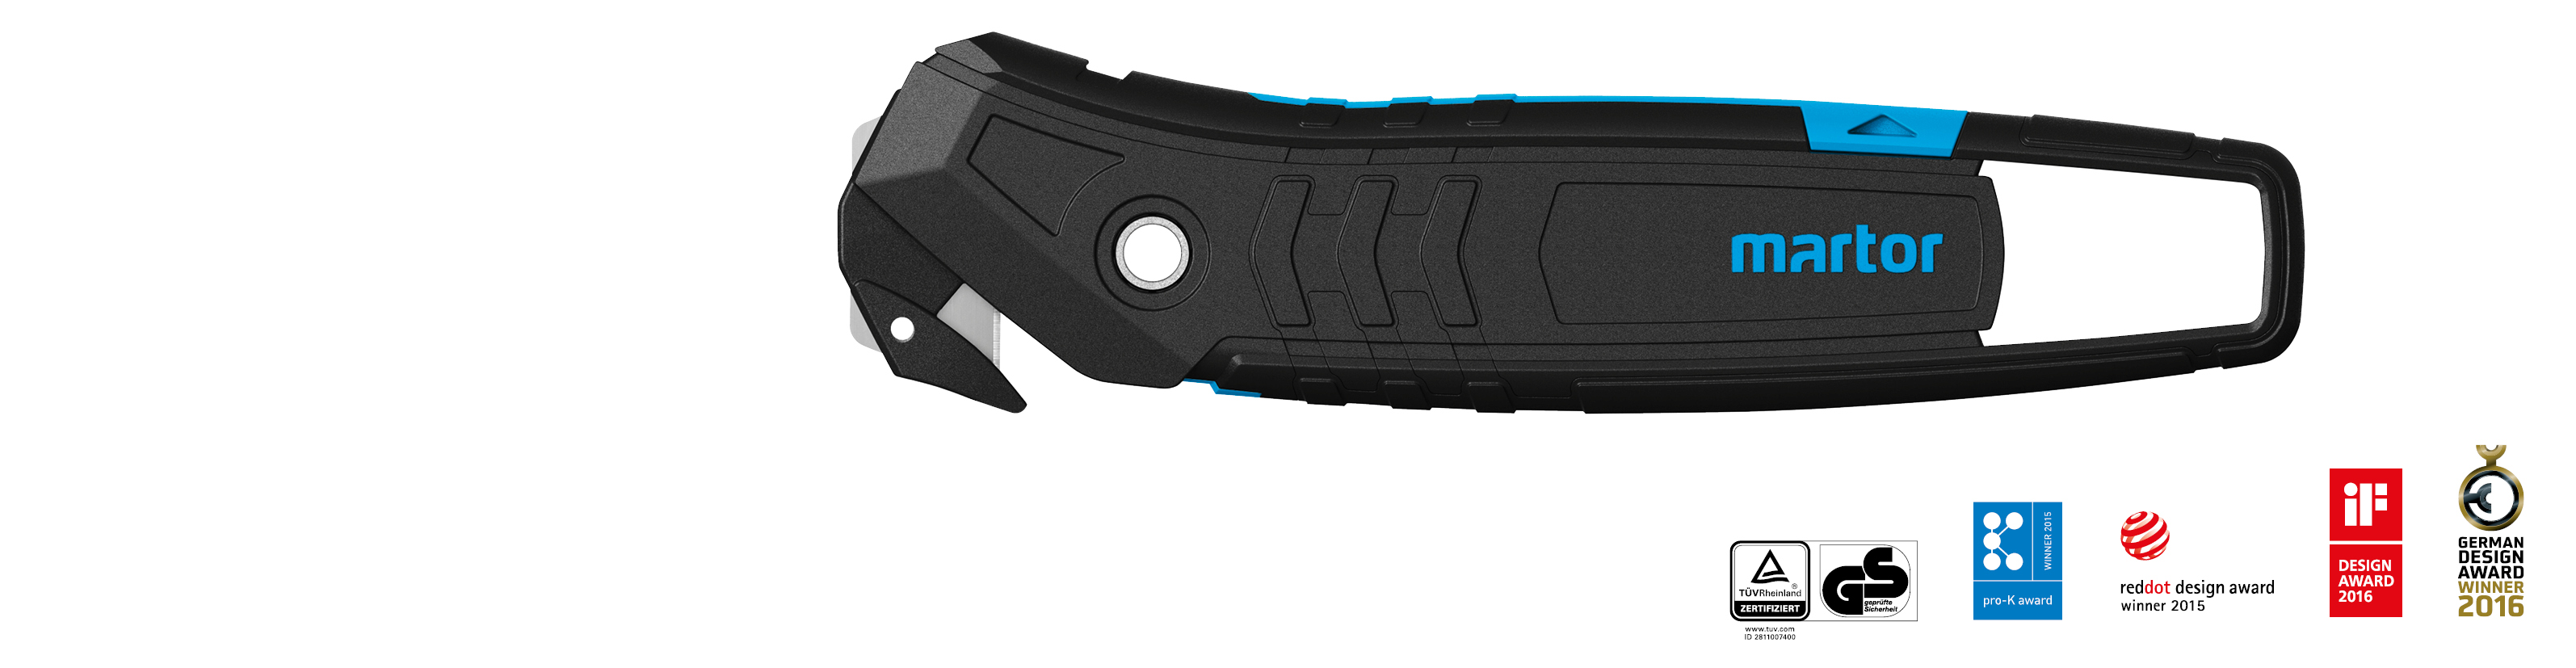 martor
TÜVRheinland®
ZERTIFIZIERT
www.tuv.com
ID 2811007400
GS
geprüfte
Sicherheit
WINNER 2015
pro-K award
reddot design award
winner 2015
iF
DESIGN
AWARD
2016
GERMAN
DESIGN
AWARD
WINNER
2016